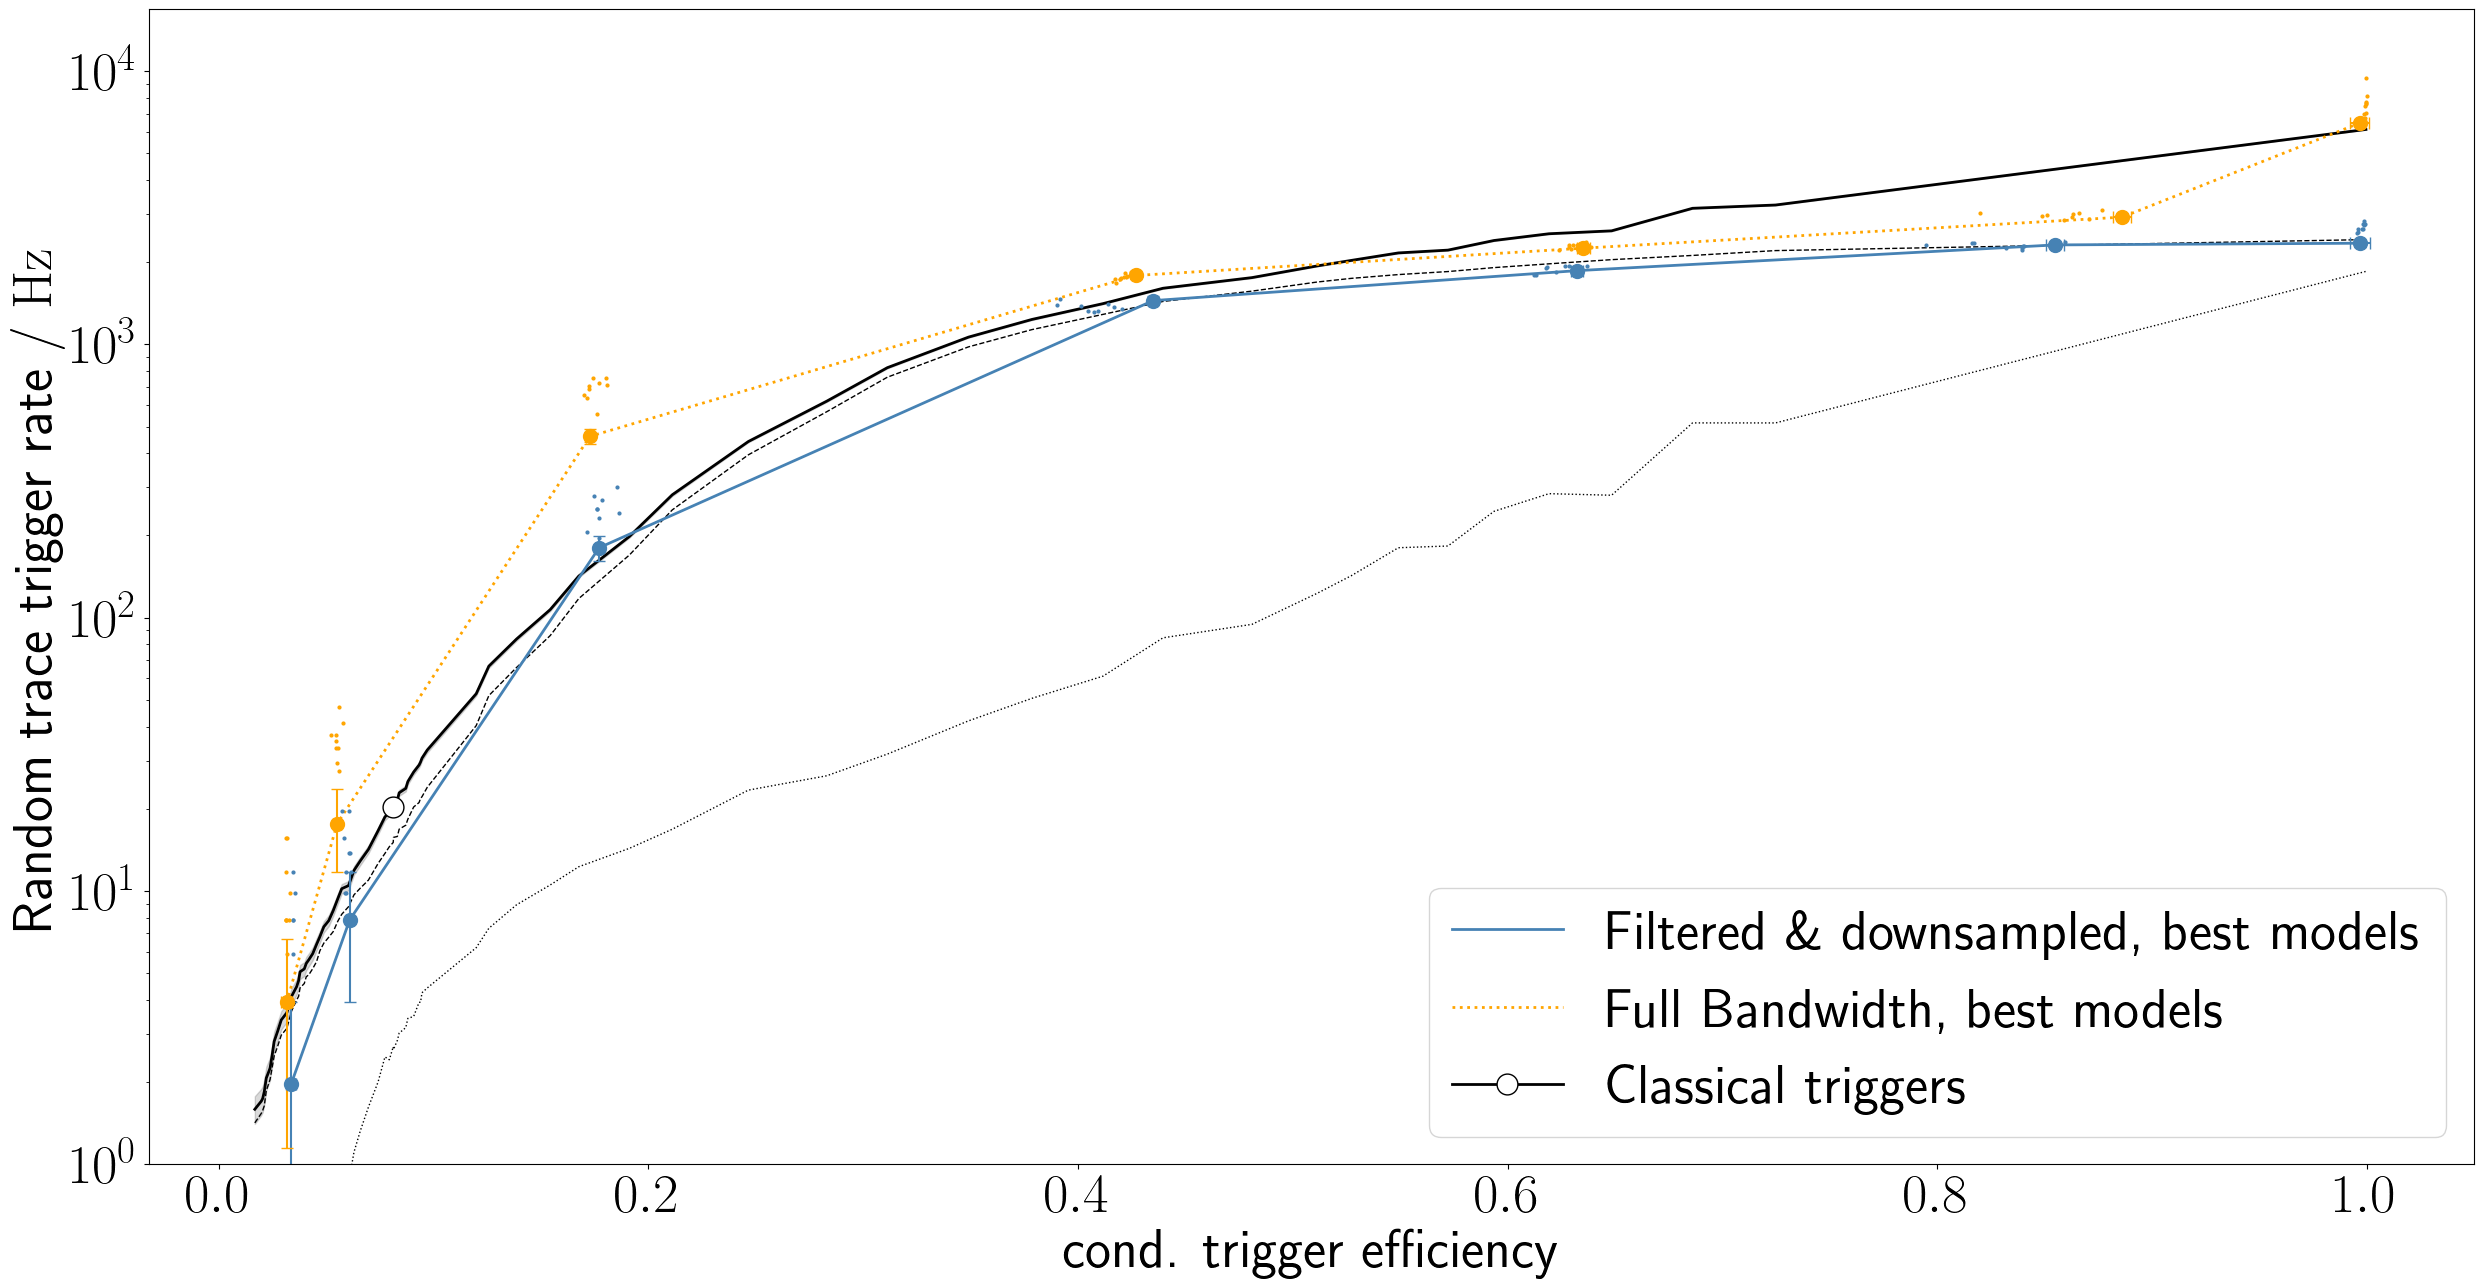 Random trace trigger rate / Hz
10^4
10^3
10^2
10^1
10^0
0.0 0.2 0.4 0.6 0.8 1.0
cond. trigger efficiency
Filtered & downsampled, best models
Full Bandwidth, best models
Classical triggers